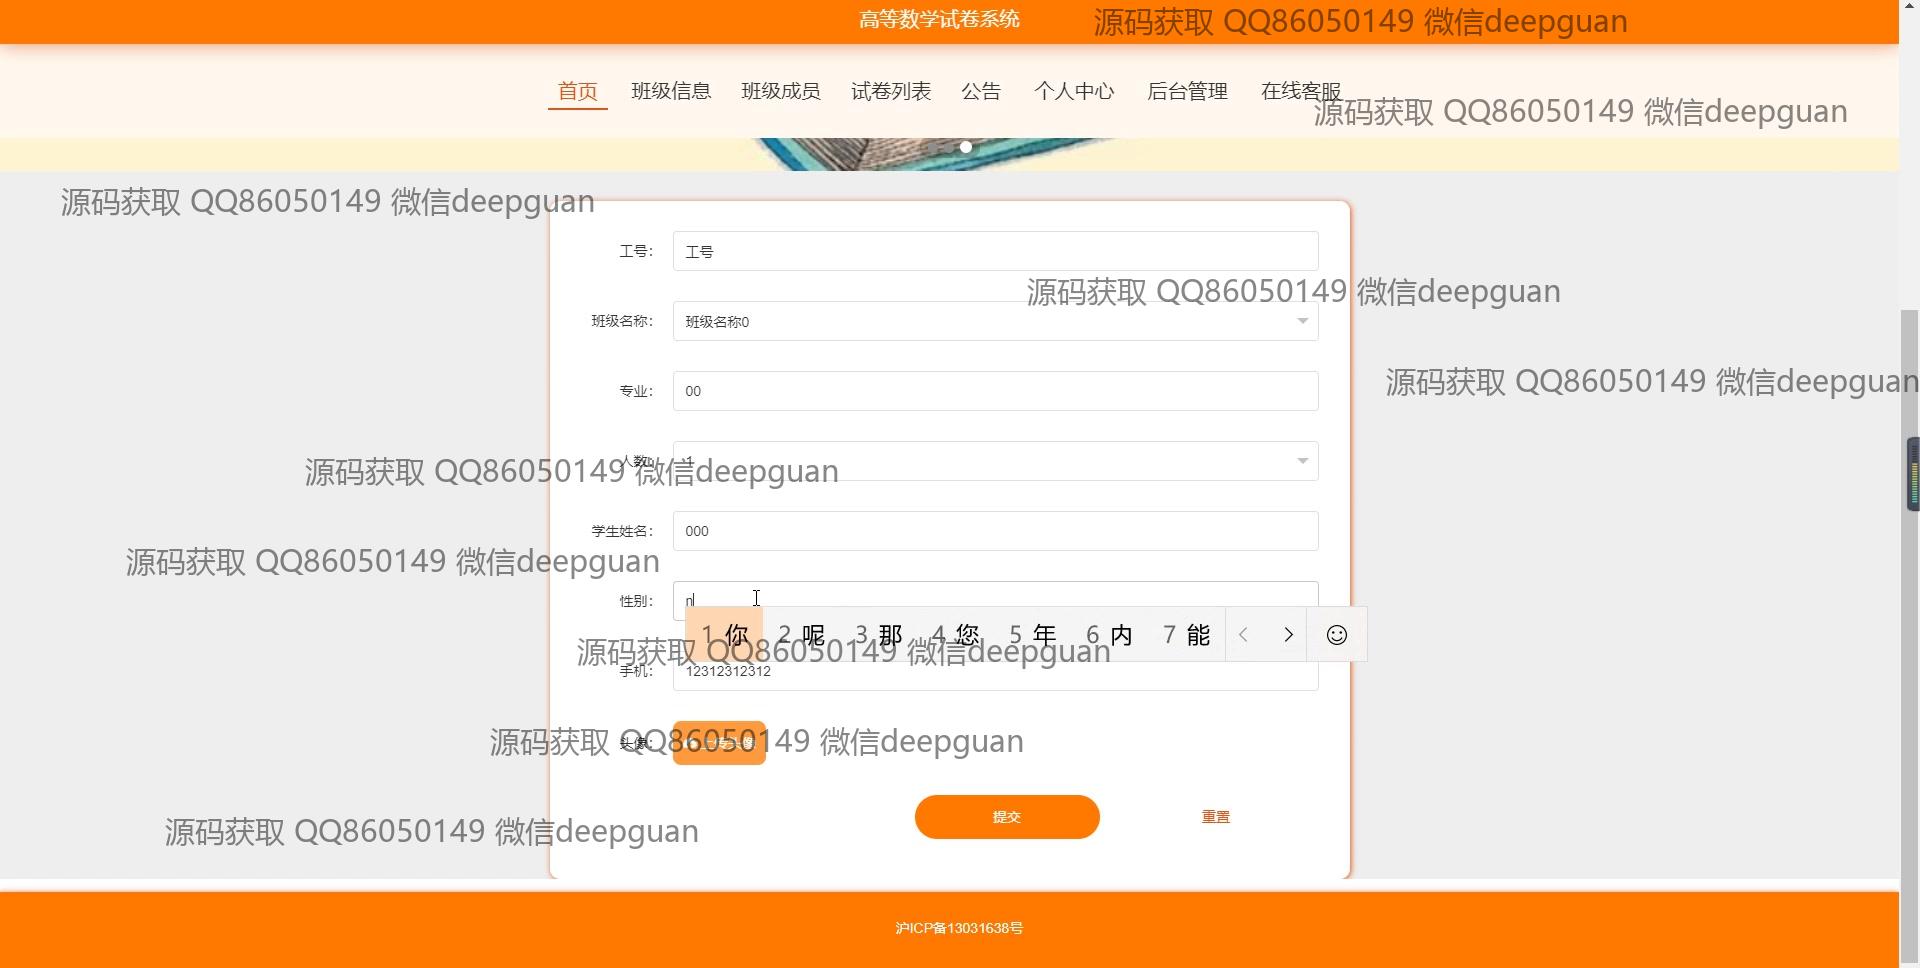 高等数学试卷系统
源码获取 QQ86050149 微信deepguan
首页 班级信息 班级成员 试卷列表 公告 个人中心 后台管理 在线客服
源码获取 QQ86050149 微信deepguan
源码获取 QQ86050149 微信deepguan
工号： 工号
源码获取 QQ86050149 微信deepguan
班级名称： 班级名称0
源码获取 QQ86050149 微信deepguan
专业： 00
人数： 1
源码获取 QQ86050149 微信deepguan
学生姓名： 000
源码获取 QQ86050149 微信deepguan
性别： n
1 你 2 呢 3 那 4 您 5 年 6 内 7 能
源码获取 QQ86050149 微信deepguan
手机： 12312312312
头像： 上传头像
源码获取 QQ86050149 微信deepguan
提交 重置
源码获取 QQ86050149 微信deepguan
沪ICP备13031638号